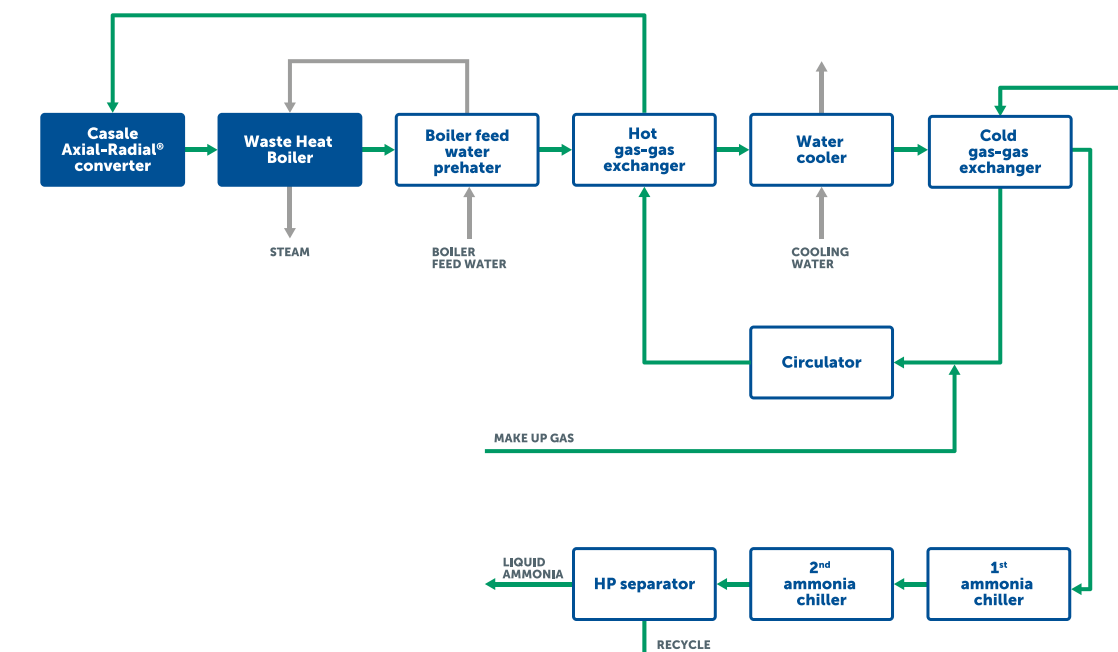 Casale
Axial-Radial®
converter
Waste Heat
Boiler
Boiler feed
water
prehater
Hot
gas-gas
exchanger
Water
cooler
Cold
gas-gas
exchanger
STEAM
BOILER
FEED WATER
COOLING
WATER
Circulator
MAKE UP GAS
LIQUID
AMMONIA
HP separator
2nd
ammonia
chiller
1st
ammonia
chiller
RECYCLE